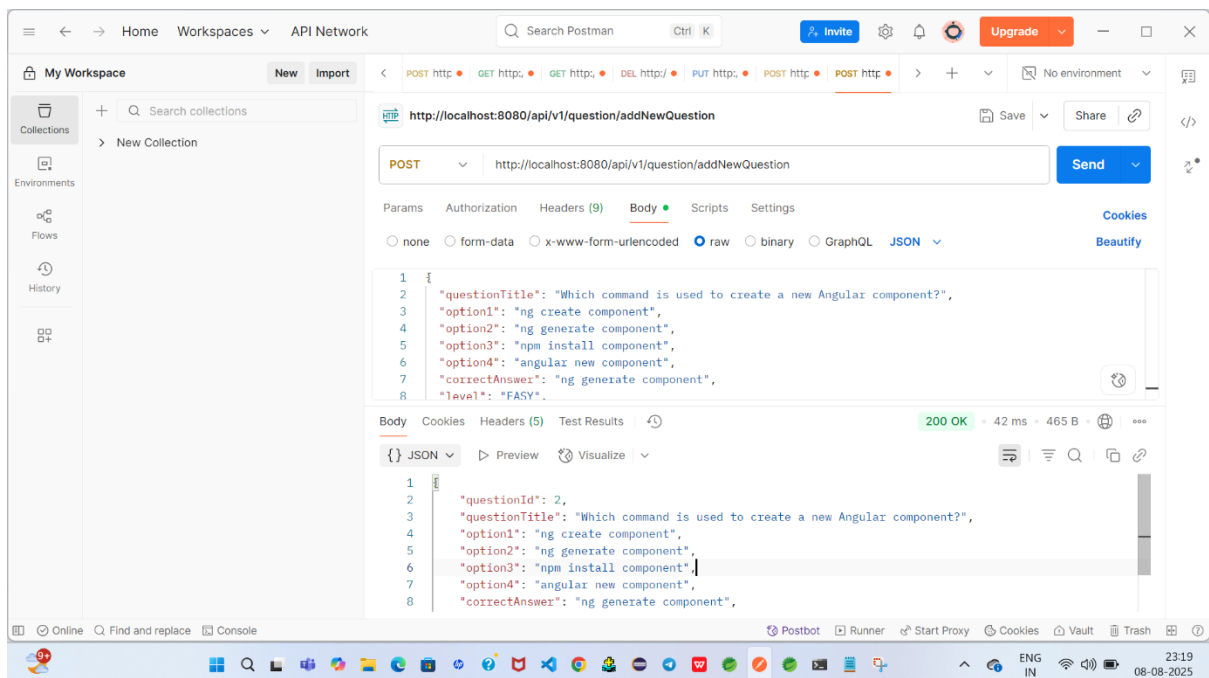 Home Workspaces API Network Search Postman Ctrl K Invite Upgrade
My Workspace New Import POST http GET http:, GET http:, DEL http:/ PUT http:, POST http POST http No environment
Collections
Search collections
New Collection
Environments
Flows
History
HTTP http://localhost:8080/api/v1/question/addNewQuestion Save Share
POST http://localhost:8080/api/v1/question/addNewQuestion Send
Params Authorization Headers (9) Body Scripts Settings Cookies
none form-data x-www-form-urlencoded raw binary GraphQL JSON Beautify
1 {
2 "questionTitle": "Which command is used to create a new Angular component?",
3 "option1": "ng create component",
4 "option2": "ng generate component",
5 "option3": "npm install component",
6 "option4": "angular new component",
7 "correctAnswer": "ng generate component",
8 "level": "EASY",
Body Cookies Headers (5) Test Results 200 OK 42 ms 465 B
{} JSON Preview Visualize
1 {
2 "questionId": 2,
3 "questionTitle": "Which command is used to create a new Angular component?",
4 "option1": "ng create component",
5 "option2": "ng generate component",
6 "option3": "npm install component",
7 "option4": "angular new component",
8 "correctAnswer": "ng generate component",
Online Find and replace Console Postbot Runner Start Proxy Cookies Vault Trash
9+ ENG 23:19
IN 08-08-2025